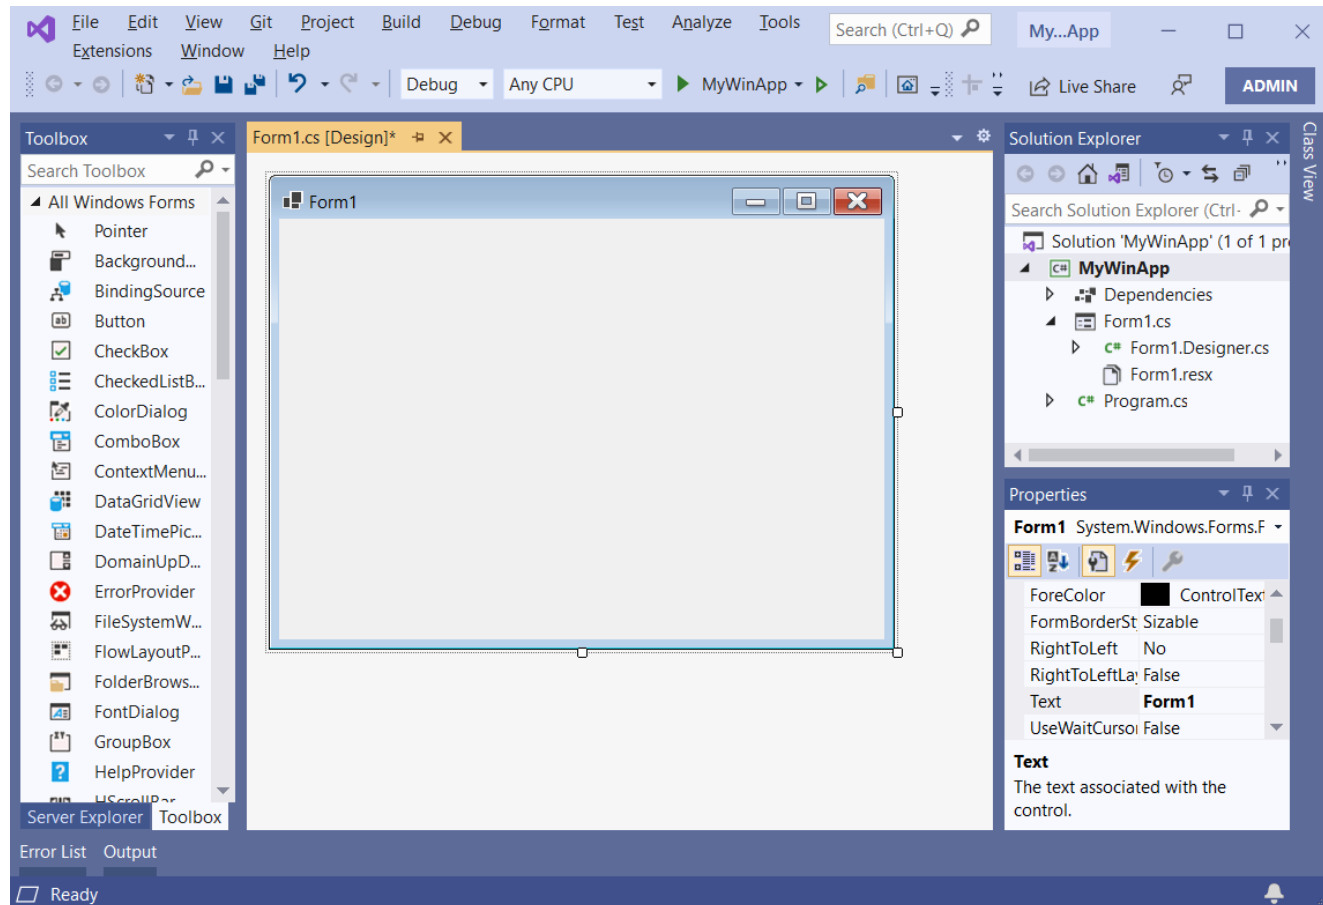 File Edit View Git Project Build Debug Format Test Analyze Tools Search (Ctrl+Q) My...App
Extensions Window Help
Debug Any CPU MyWinApp Live Share ADMIN
Toolbox
Search Toolbox
All Windows Forms
Pointer
Background...
BindingSource
Button
CheckBox
CheckedListB...
ColorDialog
ComboBox
ContextMenu...
DataGridView
DateTimePic...
DomainUpD...
ErrorProvider
FileSystemW...
FlowLayoutP...
FolderBrows...
FontDialog
GroupBox
HelpProvider
HScrollBar
Server Explorer Toolbox
Form1.cs [Design]*
Form1
Solution Explorer
Search Solution Explorer (Ctrl-
Solution 'MyWinApp' (1 of 1 pr
C# MyWinApp
Dependencies
Form1.cs
C# Form1.Designer.cs
Form1.resx
C# Program.cs
Class View
Properties
Form1 System.Windows.Forms.F
ForeColor ControlText
FormBorderSt Sizable
RightToLeft No
RightToLeftLay False
Text Form1
UseWaitCursor False
Text
The text associated with the
control.
Error List Output
Ready